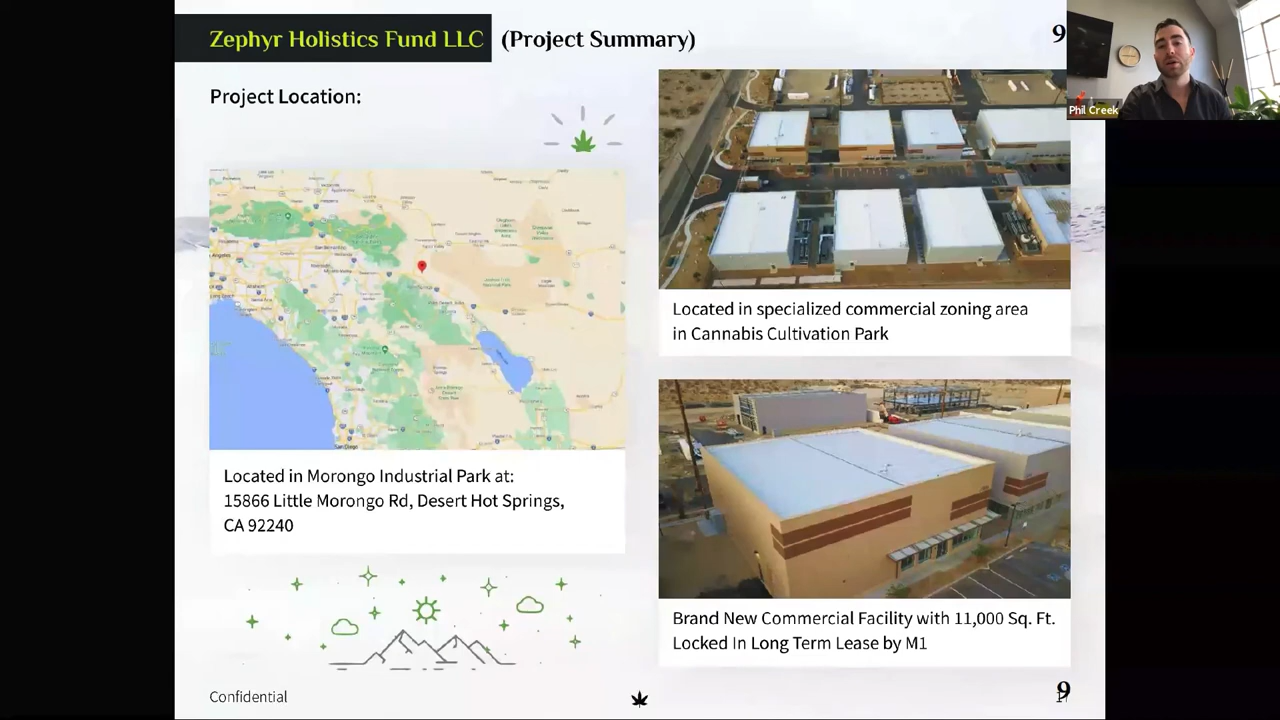 Zephyr Holistics Fund LLC (Project Summary)
9
Phil Creek
Project Location:
San Diego
Located in Morongo Industrial Park at:
15866 Little Morongo Rd, Desert Hot Springs,
CA 92240
Located in specialized commercial zoning area
in Cannabis Cultivation Park
Brand New Commercial Facility with 11,000 Sq. Ft.
Locked In Long Term Lease by M1
Confidential
9